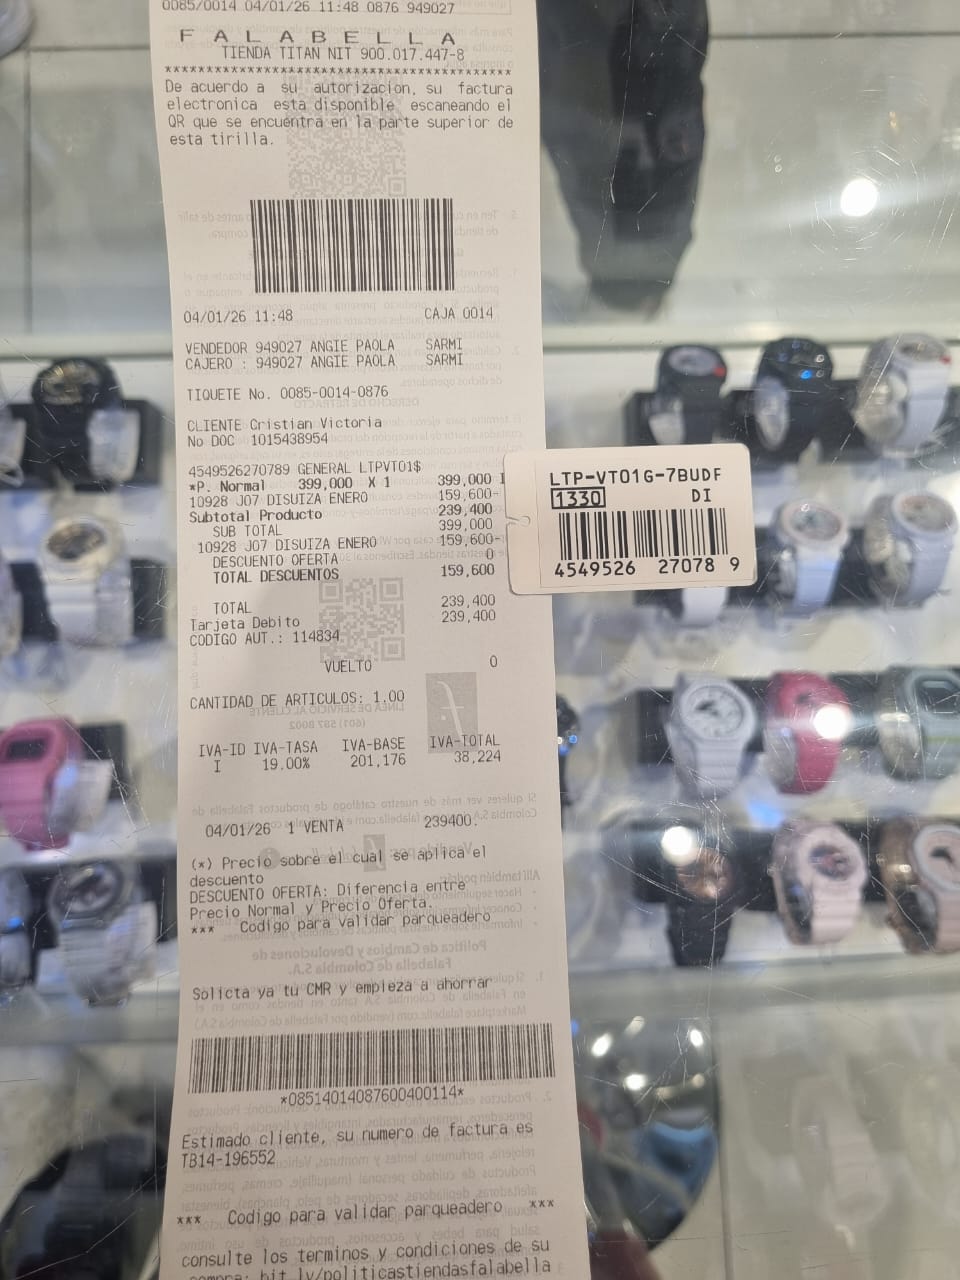 0085/0014 04/01/26 11:48 0876 949027
F A L A B E L L A
TIENDA TITAN NIT 900.017.447-8
******************************************
De acuerdo a su autorizacion, su factura
electronica esta disponible escaneando el
QR que se encuentra en la parte superior de
esta tirilla.
04/01/26 11:48 CAJA 0014
VENDEDOR 949027 ANGIE PAOLA SARMI
CAJERO : 949027 ANGIE PAOLA SARMI
TIQUETE No. 0085-0014-0876
CLIENTE Cristian Victoria
No DOC 1015438954
4549526270789 GENERAL LTPVT01$
*P. Normal 399,000 X 1 399,000 I
10928 J07 DISUIZA ENERO 159,600-
Subtotal Producto 239,400
SUB TOTAL 399,000
10928 J07 DISUIZA ENERO 159,600-
DESCUENTO OFERTA 0
TOTAL DESCUENTOS 159,600
TOTAL 239,400
Tarjeta Debito 239,400
CODIGO AUT.: 114834
VUELTO 0
CANTIDAD DE ARTICULOS: 1.00
IVA-ID IVA-TASA IVA-BASE IVA-TOTAL
I 19.00% 201,176 38,224
04/01/26 1 VENTA 239400.
(*) Precio sobre el cual se aplica el
descuento
DESCUENTO OFERTA: Diferencia entre
Precio Normal y Precio Oferta.
*** Codigo para validar parqueadero
Solicta ya tu CMR y empieza a ahorrar
*08514014087600400114*
Estimado cliente, su numero de factura es
TB14-196552
*** Codigo para validar parqueadero ***
consulte los terminos y condiciones de su
compra: bit.ly/politicastiendasfalabella
LTP-VT01G-7BUDF
1330 DI
4549526 27078 9